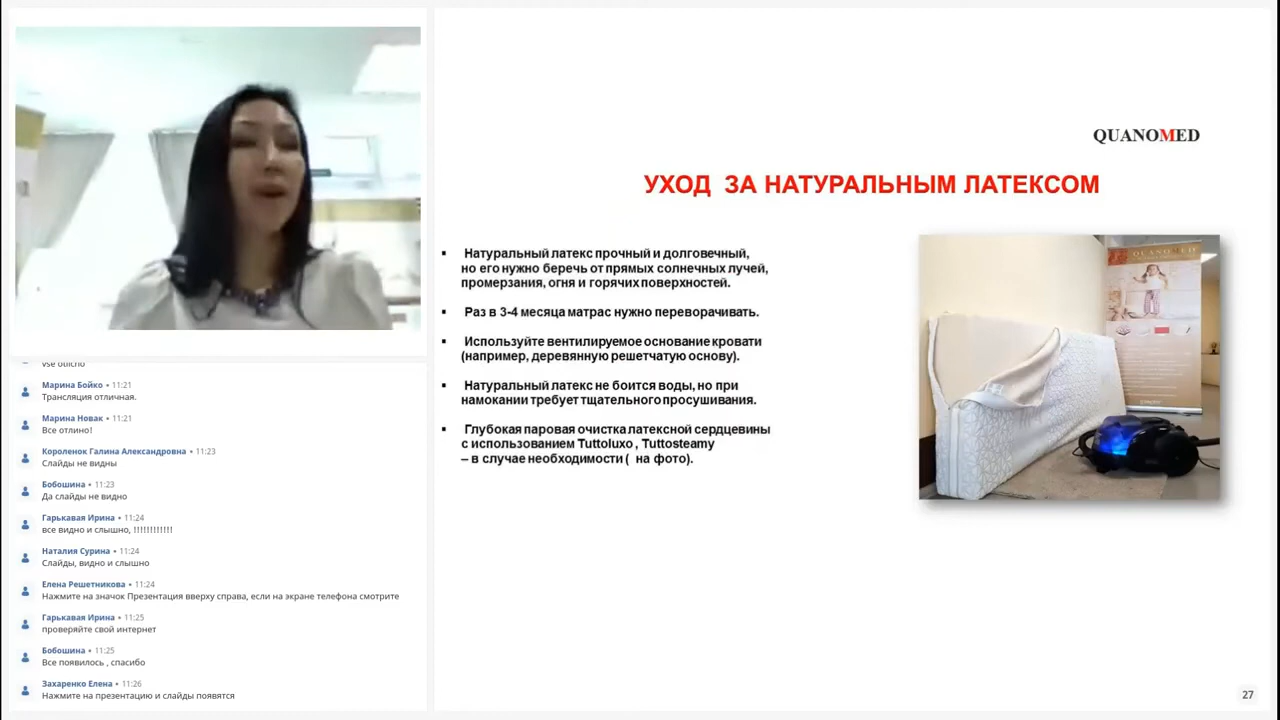 vse otlicno
Марина Бойко • 11:21
Трансляция отличная.
Марина Новак • 11:21
Все отлино!
Короленок Галина Александровна • 11:23
Слайды не видны
Бобошина • 11:23
Да слайды не видно
Гарькавая Ирина • 11:24
все видно и слышно, !!!!!!!!!!!!
Наталия Сурина • 11:24
Слайды, видно и слышно
Елена Решетникова • 11:24
Нажмите на значок Презентация вверху справа, если на экране телефона смотрите
Гарькавая Ирина • 11:25
проверяйте свой интернет
Бобошина • 11:25
Все появилось , спасибо
Захаренко Елена • 11:26
Нажмите на презентацию и слайды появятся
QUANOMED
УХОД ЗА НАТУРАЛЬНЫМ ЛАТЕКСОМ
▪ Натуральный латекс прочный и долговечный,
но его нужно беречь от прямых солнечных лучей,
промерзания, огня и горячих поверхностей.
▪ Раз в 3-4 месяца матрас нужно переворачивать.
▪ Используйте вентилируемое основание кровати
(например, деревянную решетчатую основу).
▪ Натуральный латекс не боится воды, но при
намокании требует тщательного просушивания.
▪ Глубокая паровая очистка латексной сердцевины
с использованием Tuttoluxo , Tuttosteamy
– в случае необходимости ( на фото).
QUANOMED
27